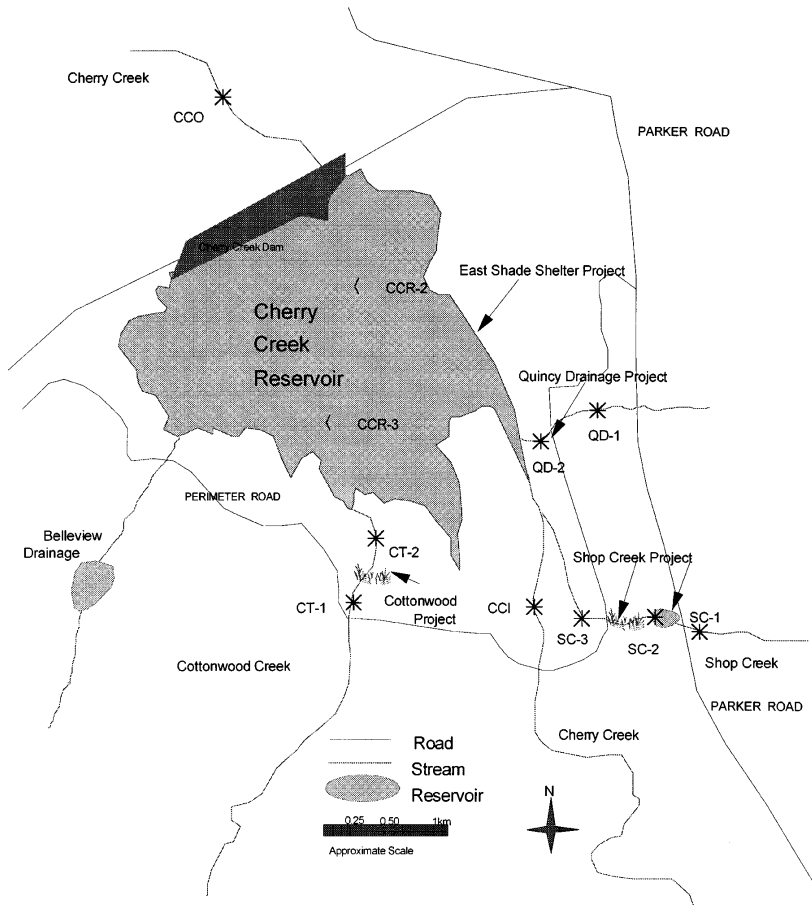 Cherry Creek
CCO
PARKER ROAD
Cherry Creek Dam
East Shade Shelter Project
CCR-2
Cherry
Creek
Reservoir
Quincy Drainage Project
CCR-3
QD-1
QD-2
PERIMETER ROAD
Belleview
Drainage
CT-2
Shop Creek Project
CT-1
Cottonwood
Project
CCI
SC-3
SC-2
SC-1
Shop Creek
Cottonwood Creek
PARKER ROAD
Cherry Creek
Road
Stream
Reservoir
N
0.25 0.50 1km
Approximate Scale